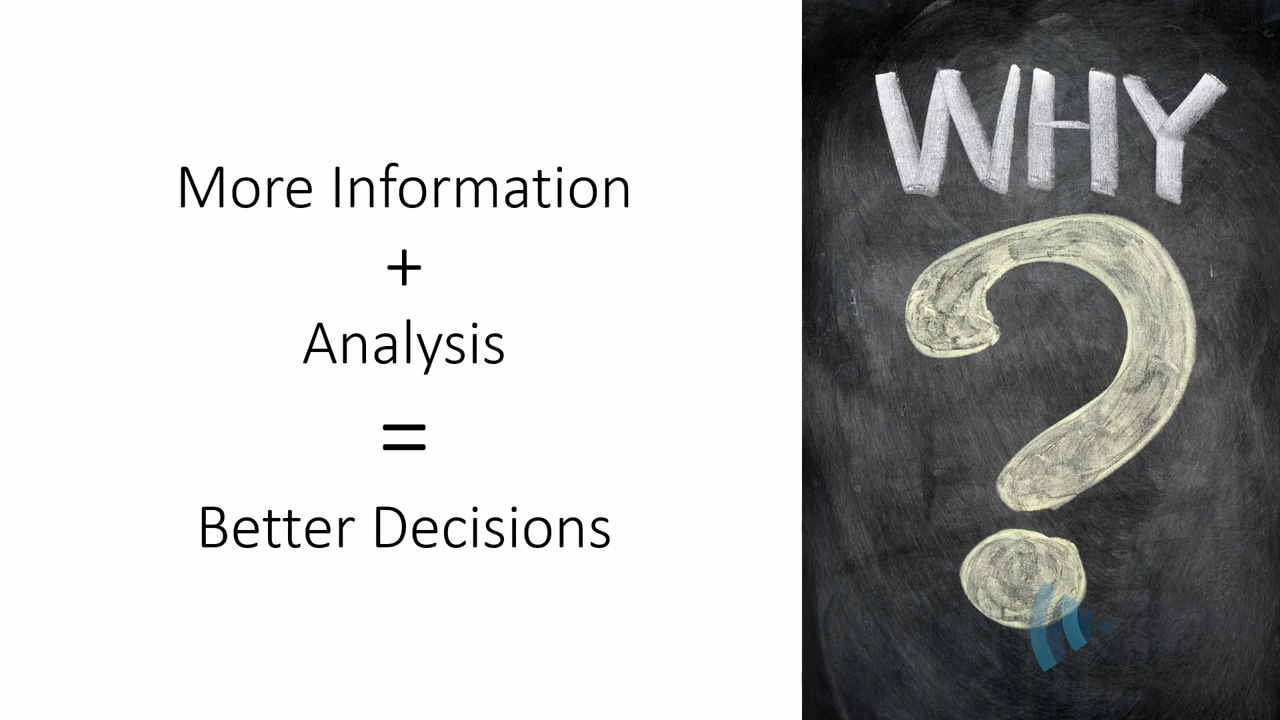 More Information
+
Analysis
=
Better Decisions
WHY
?